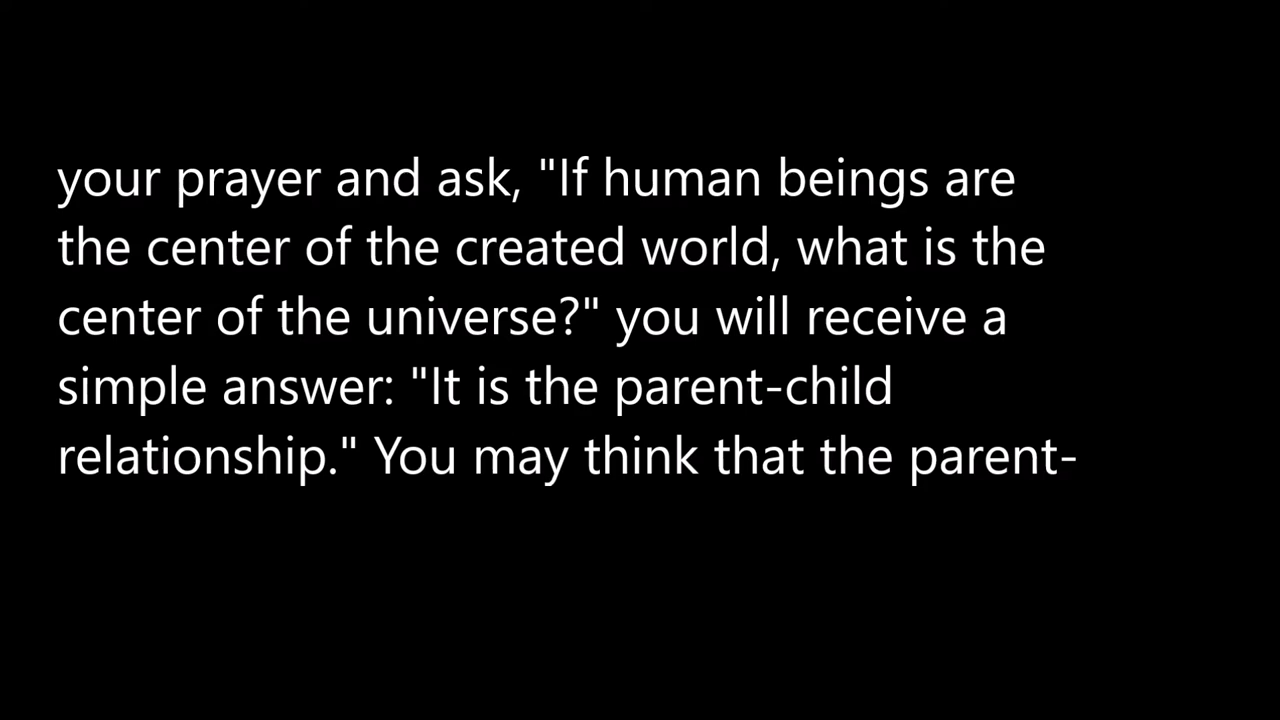 your prayer and ask, "If human beings are
the center of the created world, what is the
center of the universe?" you will receive a
simple answer: "It is the parent-child
relationship." You may think that the parent-